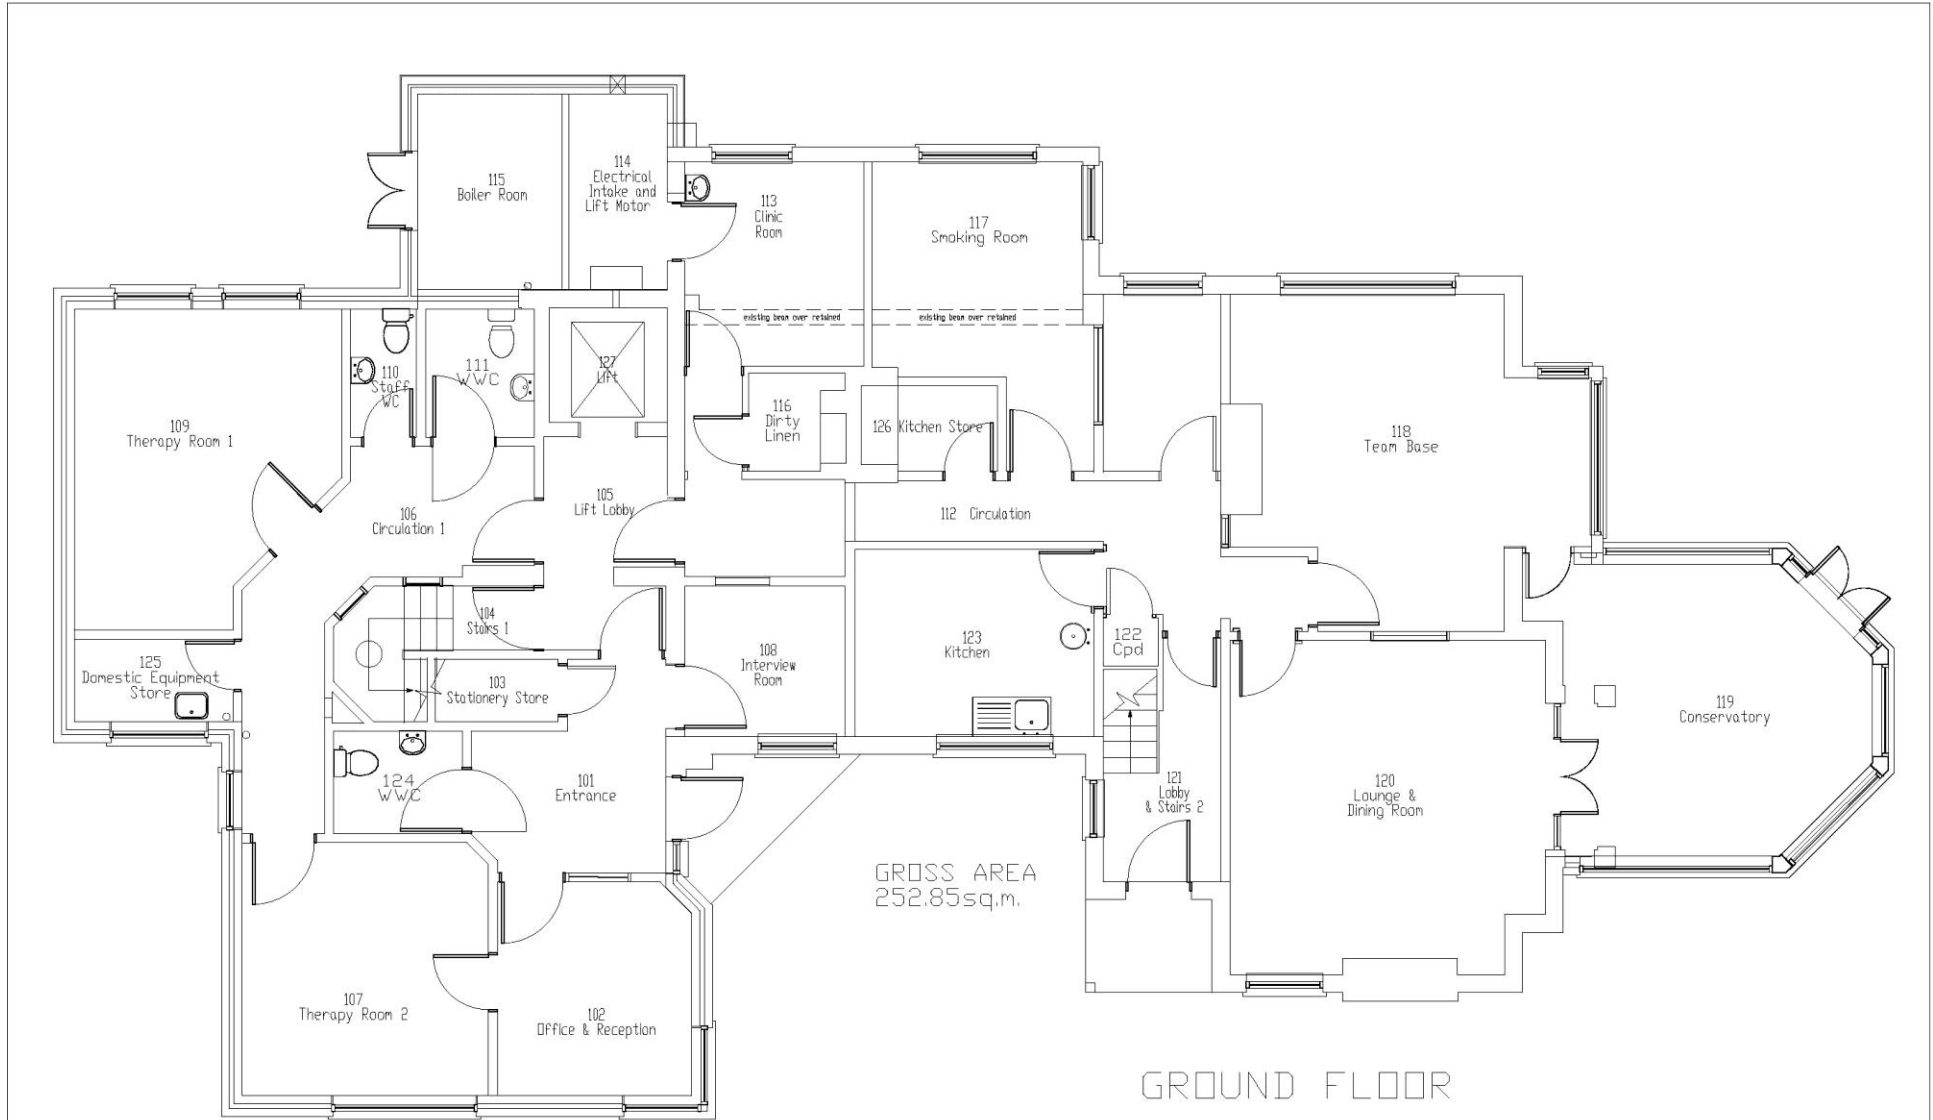 114
Electrical
Intake and
Lift Motor
115
Boiler Room
113
Clinic
Room
117
Smoking Room
existing beam over retained
existing beam over retained
127
Lift
110
Staff
WC
111
WWC
116
Dirty
Linen
126 Kitchen Store
109
Therapy Room 1
118
Team Base
105
Lift Lobby
106
Circulation 1
112 Circulation
104
Stairs 1
122
Cpd
123
Kitchen
108
Interview
Room
125
Domestic Equipment
Store
103
Stationery Store
119
Conservatory
124
WWC
101
Entrance
121
Lobby
& Stairs 2
120
Lounge &
Dining Room
GROSS AREA
252.85sq.m.
107
Therapy Room 2
102
Office & Reception
GROUND FLOOR